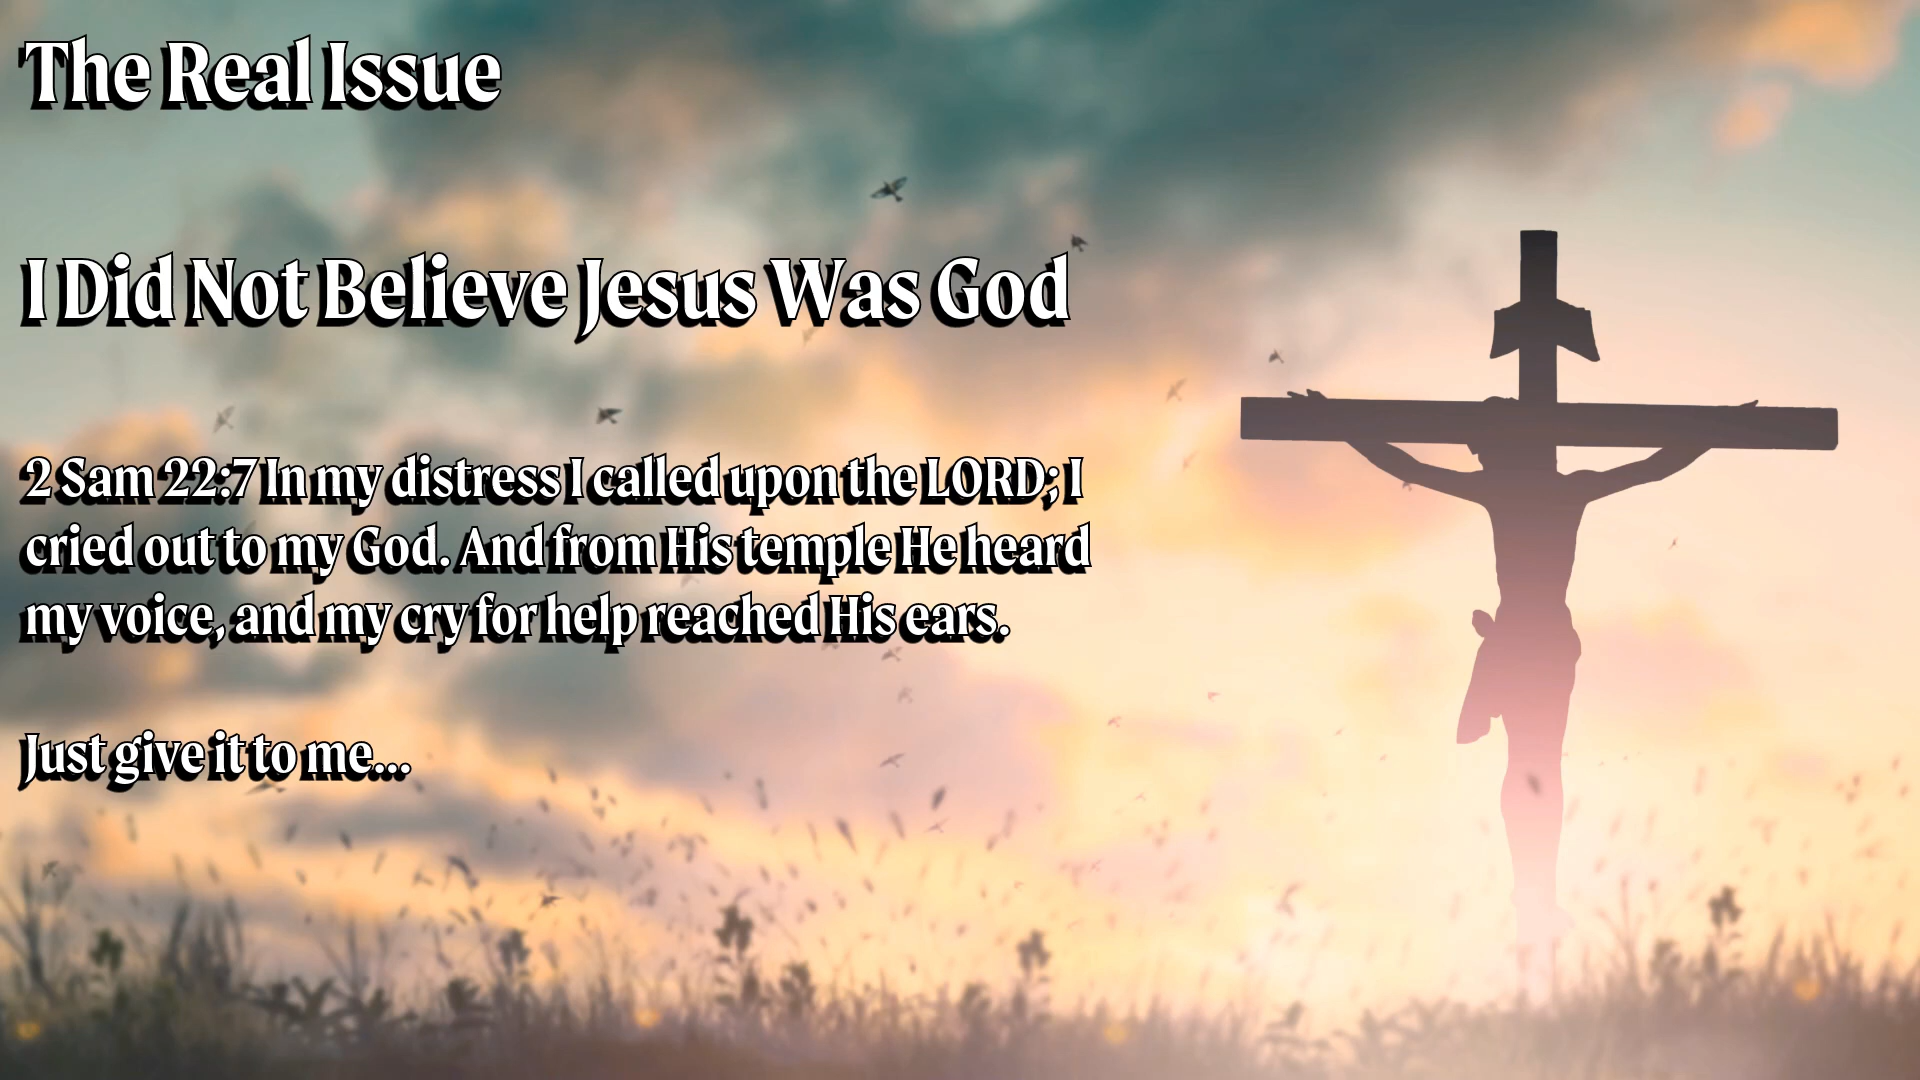 The Real Issue
I Did Not Believe Jesus Was God
2 Sam 22:7 In my distress I called upon the LORD; I
cried out to my God. And from His temple He heard
my voice, and my cry for help reached His ears.
Just give it to me...